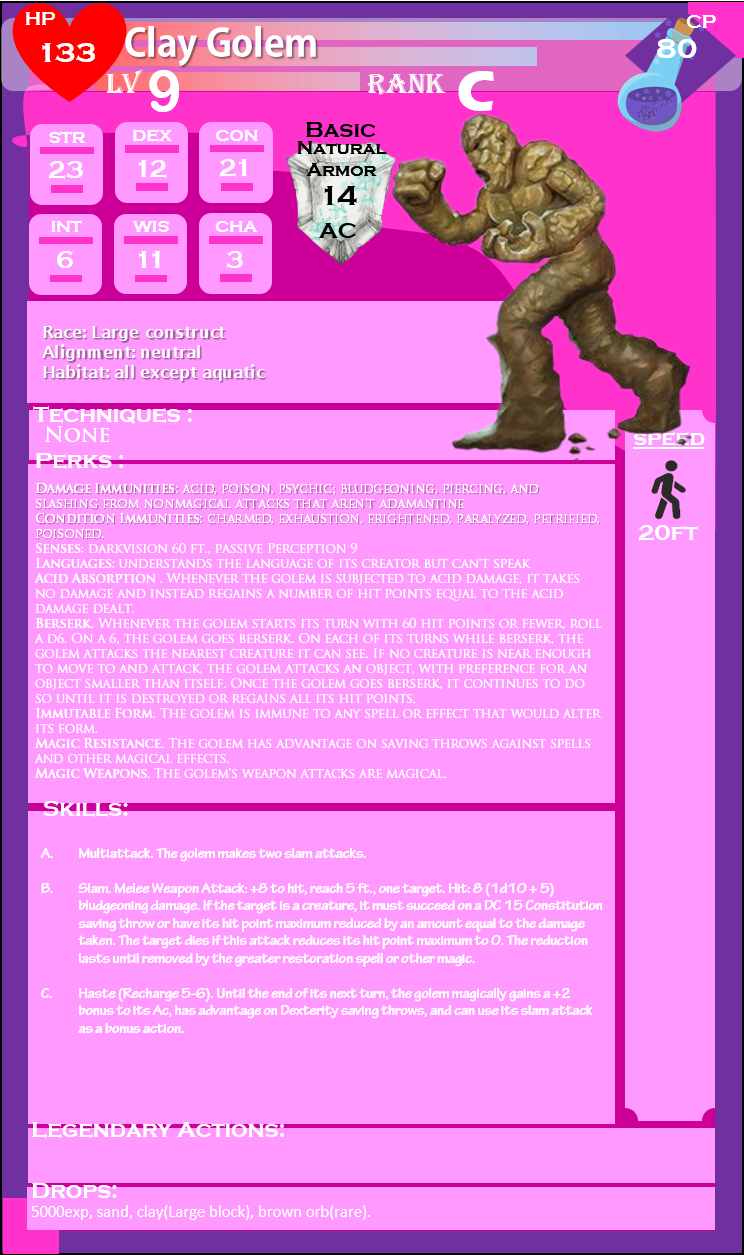 HP
133
Clay Golem
CP
80
LV 9
RANK C
STR
23
DEX
12
CON
21
INT
6
WIS
11
CHA
3
Basic
Natural
Armor
14
AC
Race: Large construct
Alignment: neutral
Habitat: all except aquatic
Techniques :
None
Perks :
Damage Immunities: acid, poison, psychic; bludgeoning, piercing, and
slashing from nonmagical attacks that aren't adamantine
Condition Immunities: charmed, exhaustion, frightened, paralyzed, petrified,
poisoned.
Senses: darkvision 60 ft., passive Perception 9
Languages: understands the language of its creator but can't speak
Acid Absorption . Whenever the golem is subjected to acid damage, it takes
no damage and instead regains a number of hit points equal to the acid
damage dealt.
Berserk. Whenever the golem starts its turn with 60 hit points or fewer, roll
a d6. On a 6, the golem goes berserk. On each of its turns while berserk, the
golem attacks the nearest creature it can see. If no creature is near enough
to move to and attack, the golem attacks an object, with preference for an
object smaller than itself. Once the golem goes berserk, it continues to do
so until it is destroyed or regains all its hit points.
Immutable Form. The golem is immune to any spell or effect that would alter
its form.
Magic Resistance. The golem has advantage on saving throws against spells
and other magical effects.
Magic Weapons. The golem's weapon attacks are magical.
SPEED
20FT
Skills:
A. Multiattack. The golem makes two slam attacks.
B. Slam. Melee Weapon Attack: +8 to hit, reach 5 ft., one target. Hit: 8 (1d10 + 5)
bludgeoning damage. If the target is a creature, it must succeed on a DC 15 Constitution
saving throw or have its hit point maximum reduced by an amount equal to the damage
taken. The target dies if this attack reduces its hit point maximum to 0. The reduction
lasts until removed by the greater restoration spell or other magic.
C. Haste (Recharge 5-6). Until the end of its next turn, the golem magically gains a +2
bonus to its Ac, has advantage on Dexterity saving throws, and can use its slam attack
as a bonus action.
Legendary Actions:
Drops:
5000exp, sand, clay(Large block), brown orb(rare).